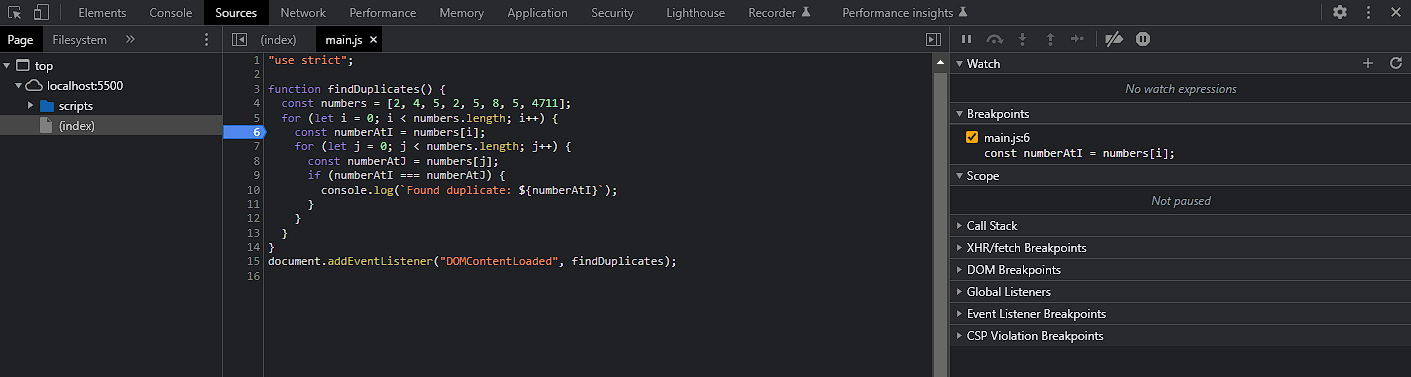 Elements Console Sources Network Performance Memory Application Security Lighthouse Recorder Performance insights
Page Filesystem
top
localhost:5500
scripts
(index)
(index) main.js
1 "use strict";
2
3 function findDuplicates() {
4   const numbers = [2, 4, 5, 2, 5, 8, 5, 4711];
5   for (let i = 0; i < numbers.length; i++) {
6     const numberAtI = numbers[i];
7     for (let j = 0; j < numbers.length; j++) {
8       const numberAtJ = numbers[j];
9       if (numberAtI === numberAtJ) {
10         console.log(`Found duplicate: ${numberAtI}`);
11       }
12     }
13   }
14 }
15 document.addEventListener("DOMContentLoaded", findDuplicates);
16
Watch
No watch expressions
Breakpoints
main.js:6
const numberAtI = numbers[i];
Scope
Not paused
Call Stack
XHR/fetch Breakpoints
DOM Breakpoints
Global Listeners
Event Listener Breakpoints
CSP Violation Breakpoints